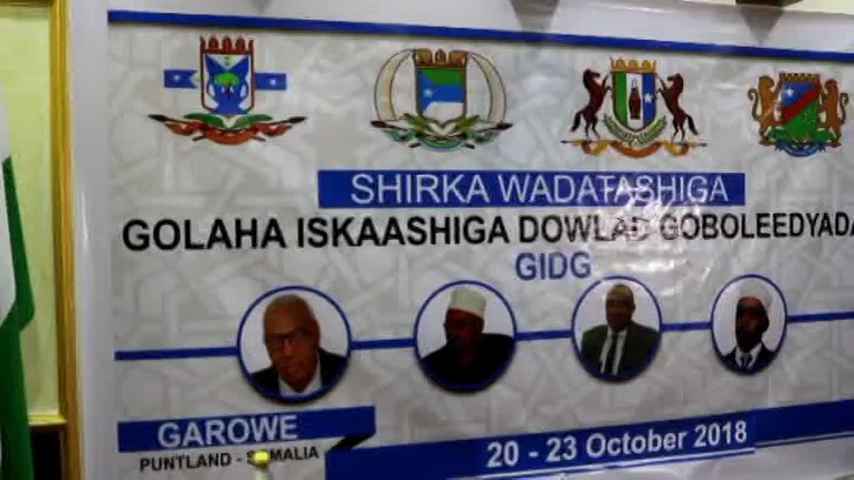 SHIRKA WADATASHIGA
GOLAHA ISKAASHIGA DOWLAD GOBOLEEDYADA
GIDG
GAROWE
PUNTLAND - SOMALIA
20 - 23 October 2018